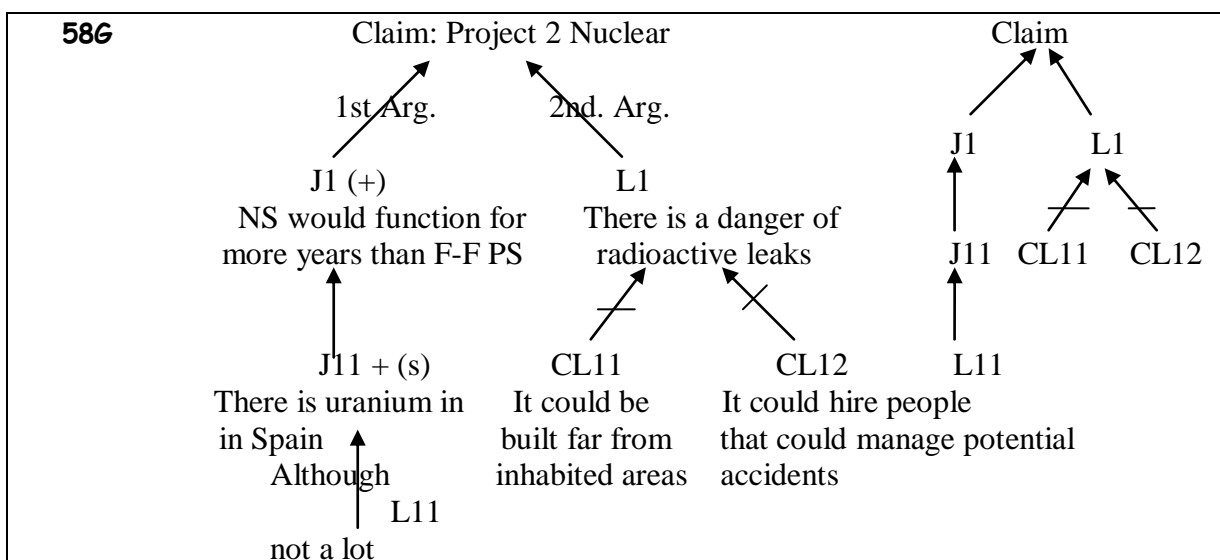 58G Claim: Project 2 Nuclear Claim
1st Arg. 2nd. Arg.
J1 L1
J1 (+) L1
NS would function for There is a danger of
more years than F-F PS radioactive leaks J11 CL11 CL12
J11 + (s) CL11 CL12 L11
There is uranium in It could be It could hire people
in Spain built far from that could manage potential
Although inhabited areas accidents
L11
not a lot